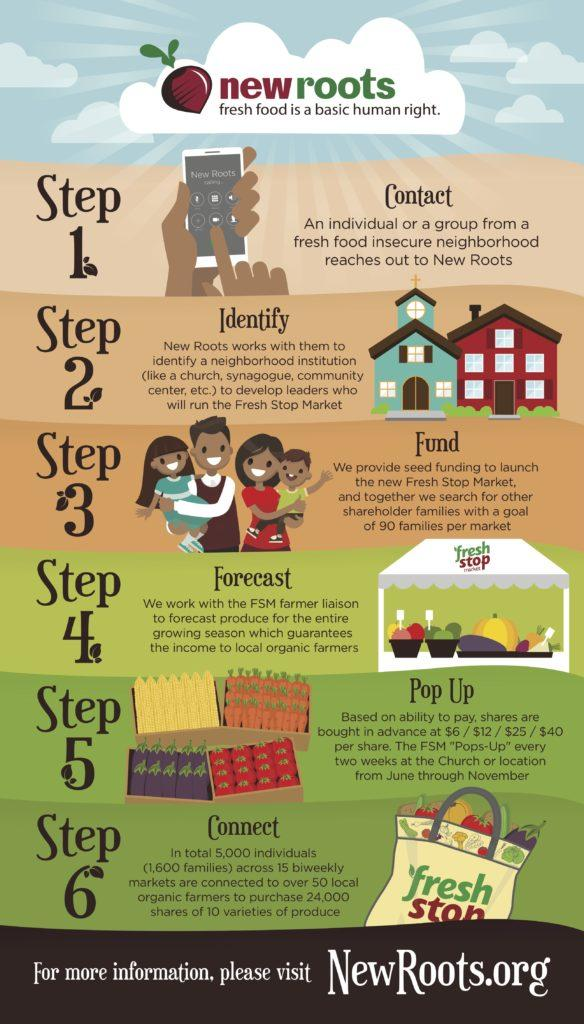 newroots
fresh food is a basic human right.
New Roots
calling...
Step
1
Contact
An individual or a group from a
fresh food insecure neighborhood
reaches out to New Roots
Step
2
Identify
New Roots works with them to
identify a neighborhood institution
(like a church, synagogue, community
center, etc.) to develop leaders who
will run the Fresh Stop Market
Step
3
Fund
We provide seed funding to launch
the new Fresh Stop Market,
and together we search for other
shareholder families with a goal
of 90 families per market
Step
4
Forecast
We work with the FSM farmer liaison
to forecast produce for the entire
growing season which guarantees
the income to local organic farmers
fresh
stop
market
Step
5
Pop Up
Based on ability to pay, shares are
bought in advance at $6 / $12 / $25 / $40
per share. The FSM "Pops-Up" every
two weeks at the Church or location
from June through November
Step
6
Connect
In total 5,000 individuals
(1,600 families) across 15 biweekly
markets are connected to over 50 local
organic farmers to purchase 24,000
shares of 10 varieties of produce
fresh
stop
For more information, please visit NewRoots.org